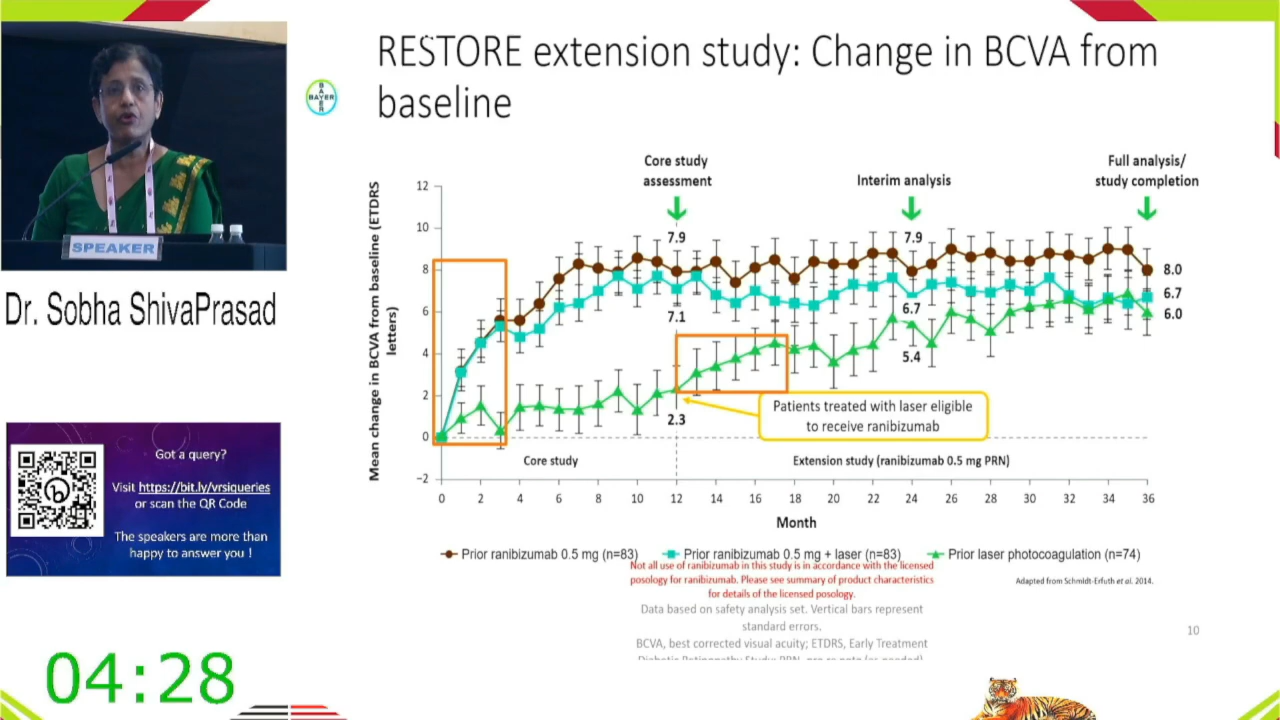 RESTORE extension study: Change in BCVA from
baseline
BAYER
BAYER
SPEAKER
Dr. Sobha ShivaPrasad
Got a query?
Visit https://bit.ly/vrsiqueries
or scan the QR Code
The speakers are more than
happy to answer you !
04:28
Core study
assessment
Interim analysis
Full analysis/
study completion
Mean change in BCVA from baseline (ETDRS
letters)
12
10
8
6
4
2
0
−2
7.9
7.9
8.0
7.1
6.7
6.7
6.0
5.4
2.3
Patients treated with laser eligible
to receive ranibizumab
Core study
Extension study (ranibizumab 0.5 mg PRN)
0 2 4 6 8 10 12 14 16 18 20 22 24 26 28 30 32 34 36
Month
Prior ranibizumab 0.5 mg (n=83) Prior ranibizumab 0.5 mg + laser (n=83) Prior laser photocoagulation (n=74)
Not all use of ranibizumab in this study is in accordance with the licensed
posology for ranibizumab. Please see summary of product characteristics
for details of the licensed posology.
Adapted from Schmidt-Erfuth et al. 2014.
Data based on safety analysis set. Vertical bars represent
standard errors.
BCVA, best corrected visual acuity; ETDRS, Early Treatment
10